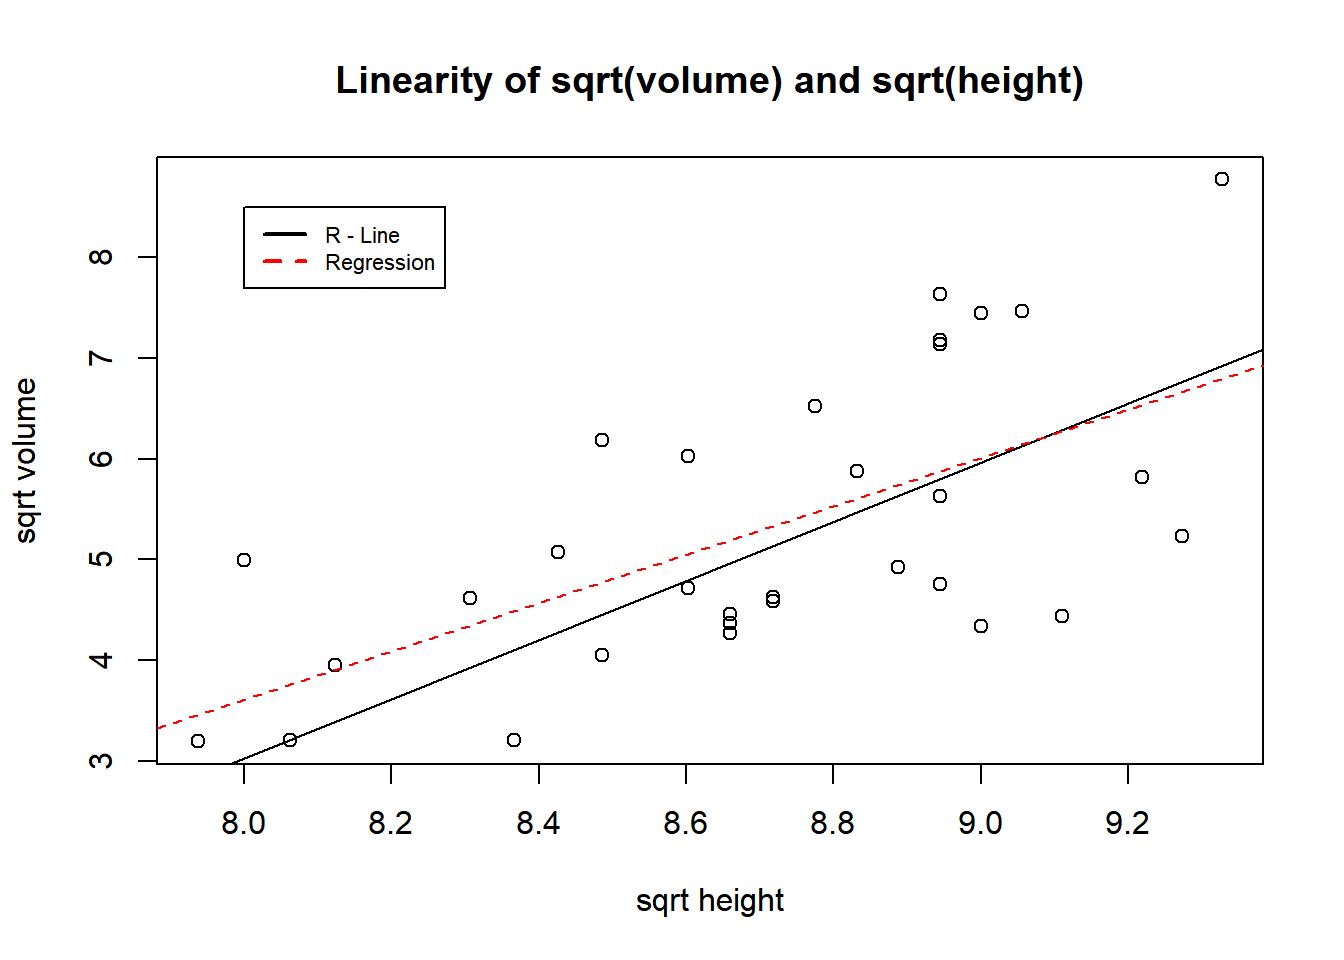 Linearity of sqrt(volume) and sqrt(height)
R - Line
Regression
8
7
6
5
4
3
sqrt volume
8.0 8.2 8.4 8.6 8.8 9.0 9.2
sqrt height